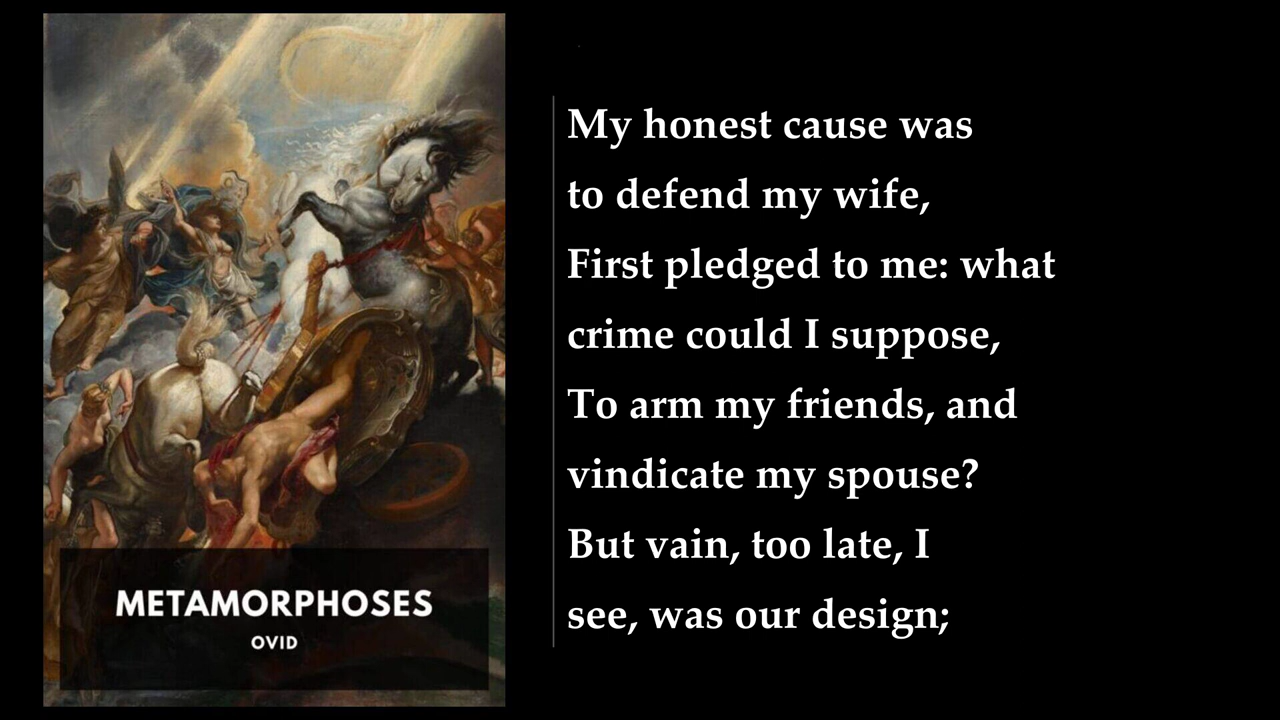 METAMORPHOSES
OVID
My honest cause was
to defend my wife,
First pledged to me: what
crime could I suppose,
To arm my friends, and
vindicate my spouse?
But vain, too late, I
see, was our design;